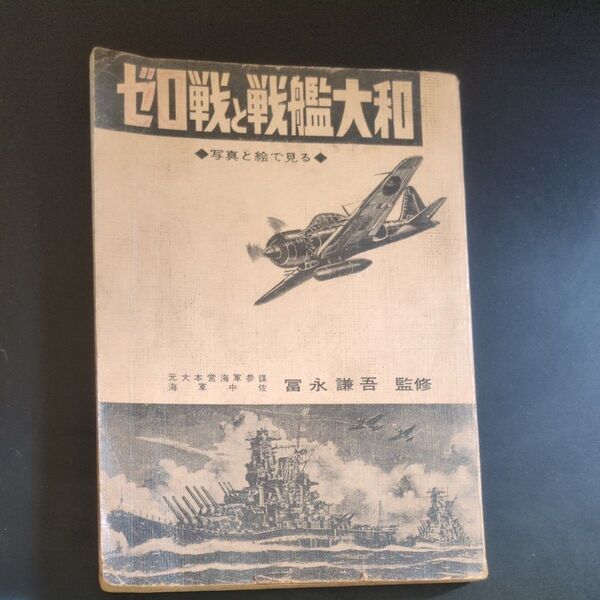 ゼロ戦と戦艦大和
◆写真と絵で見る◆
元大本営海軍参謀
海軍中佐
冨永謙吾 監修